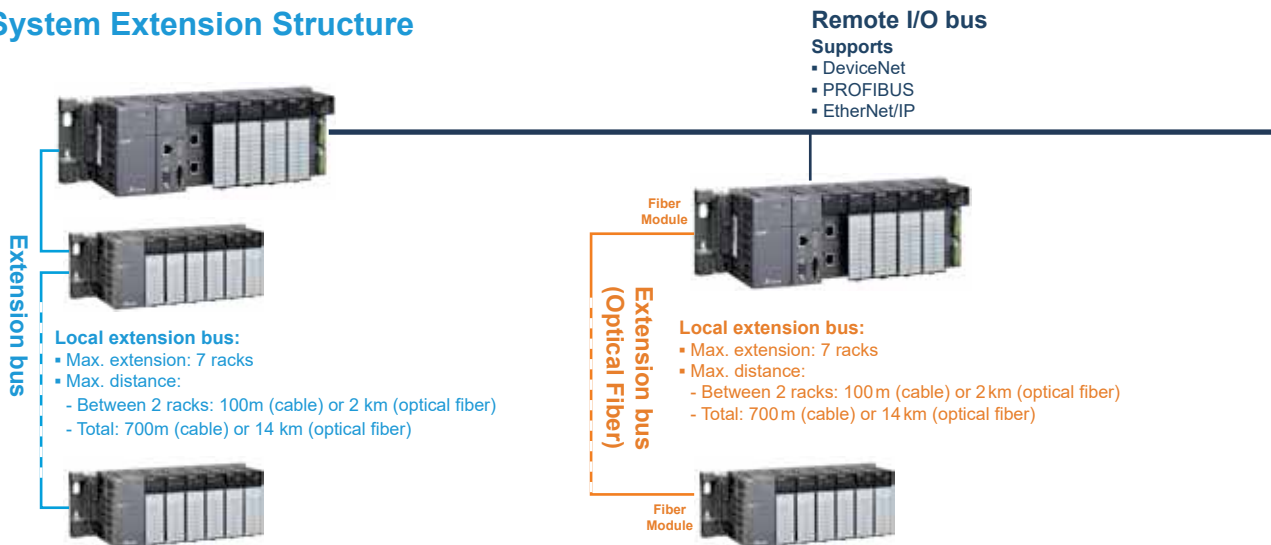 System Extension Structure
Remote I/O bus
Supports
▪ DeviceNet
▪ PROFIBUS
▪ EtherNet/IP
Extension bus
Local extension bus:
▪ Max. extension: 7 racks
▪ Max. distance:
- Between 2 racks: 100m (cable) or 2 km (optical fiber)
- Total: 700m (cable) or 14 km (optical fiber)
Fiber
Module
Extension bus
(Optical Fiber)
Local extension bus:
▪ Max. extension: 7 racks
▪ Max. distance:
- Between 2 racks: 100m (cable) or 2km (optical fiber)
- Total: 700m (cable) or 14km (optical fiber)
Fiber
Module